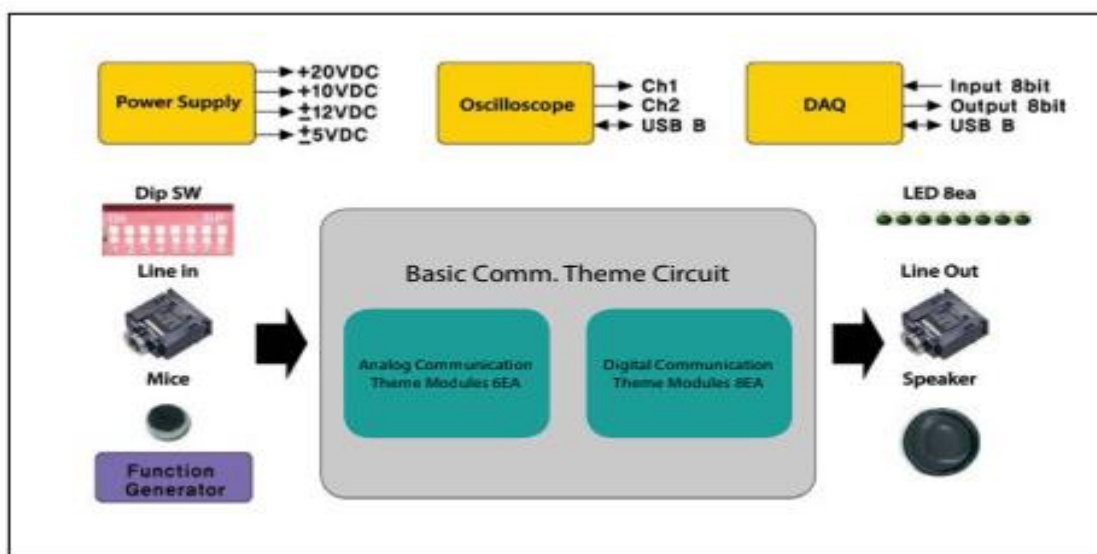 Power Supply
+20VDC
+10VDC
±12VDC
±5VDC
Oscilloscope
Ch1
Ch2
USB B
DAQ
Input 8bit
Output 8bit
USB B
Dip SW
Line in
Mice
Function
Generator
Basic Comm. Theme Circuit
Analog Communication
Theme Modules 6EA
Digital Communication
Theme Modules 8EA
LED 8ea
Line Out
Speaker